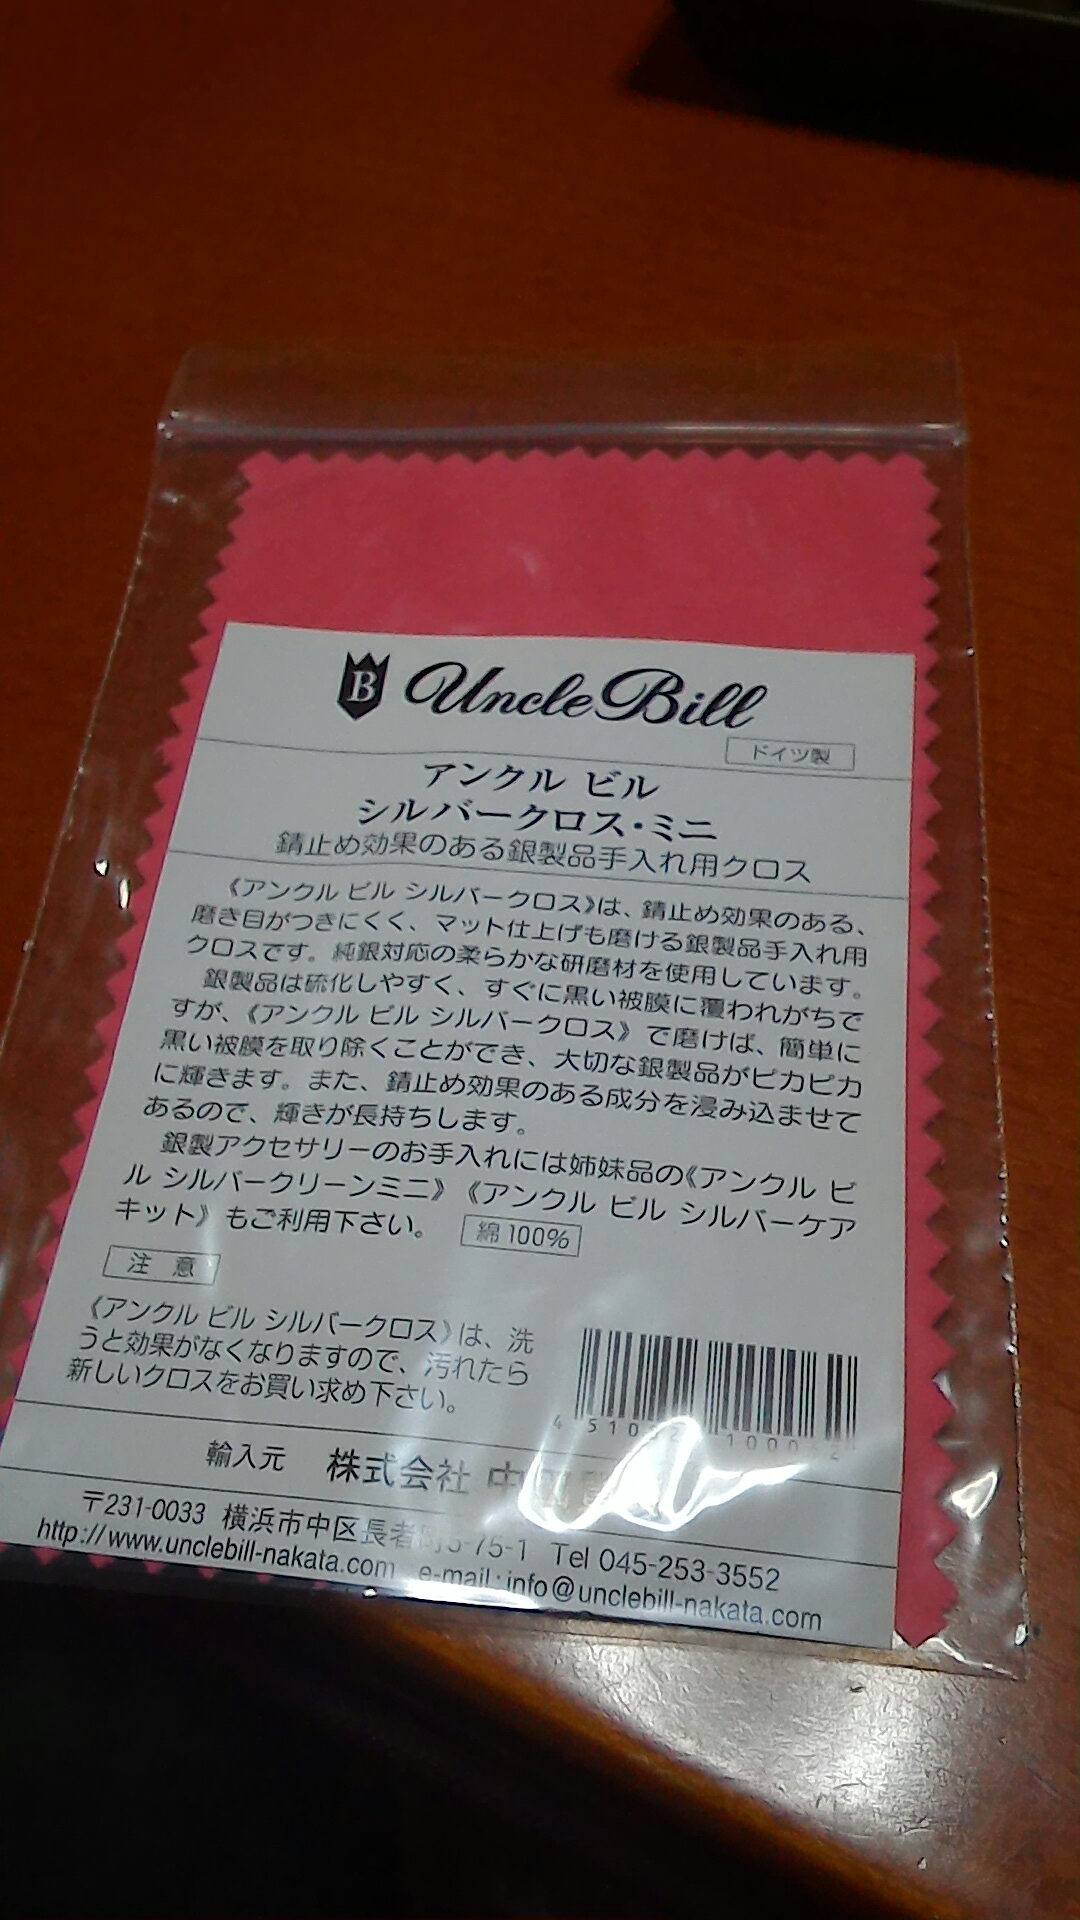 B Uncle Bill
ドイツ製
アンクル ビル
シルバークロス・ミニ
錆止め効果のある銀製品手入れ用クロス
《アンクル ビル シルバークロス》は、錆止め効果のある、
磨き目がつきにくく、マット仕上げも磨ける銀製品手入れ用
クロスです。純銀対応の柔らかな研磨材を使用しています。
銀製品は硫化しやすく、すぐに黒い被膜に覆われがちで
すが、《アンクル ビル シルバークロス》で磨けば、簡単に
黒い被膜を取り除くことができ、大切な銀製品がピカピカ
に輝きます。また、錆止め効果のある成分を浸み込ませて
あるので、輝きが長持ちします。
銀製アクセサリーのお手入れには姉妹品の《アンクル ビ
ル シルバークリーンミニ》《アンクル ビル シルバーケア
キット》もご利用下さい。 綿100%
注 意
《アンクル ビル シルバークロス》は、洗
うと効果がなくなりますので、汚れたら
新しいクロスをお買い求め下さい。
輸入元 株式会社
〒231-0033 横浜市中区長者町5-75-1 Tel 045-253-3552
http://www.unclebill-nakata.com e-mail:info@unclebill-nakata.com